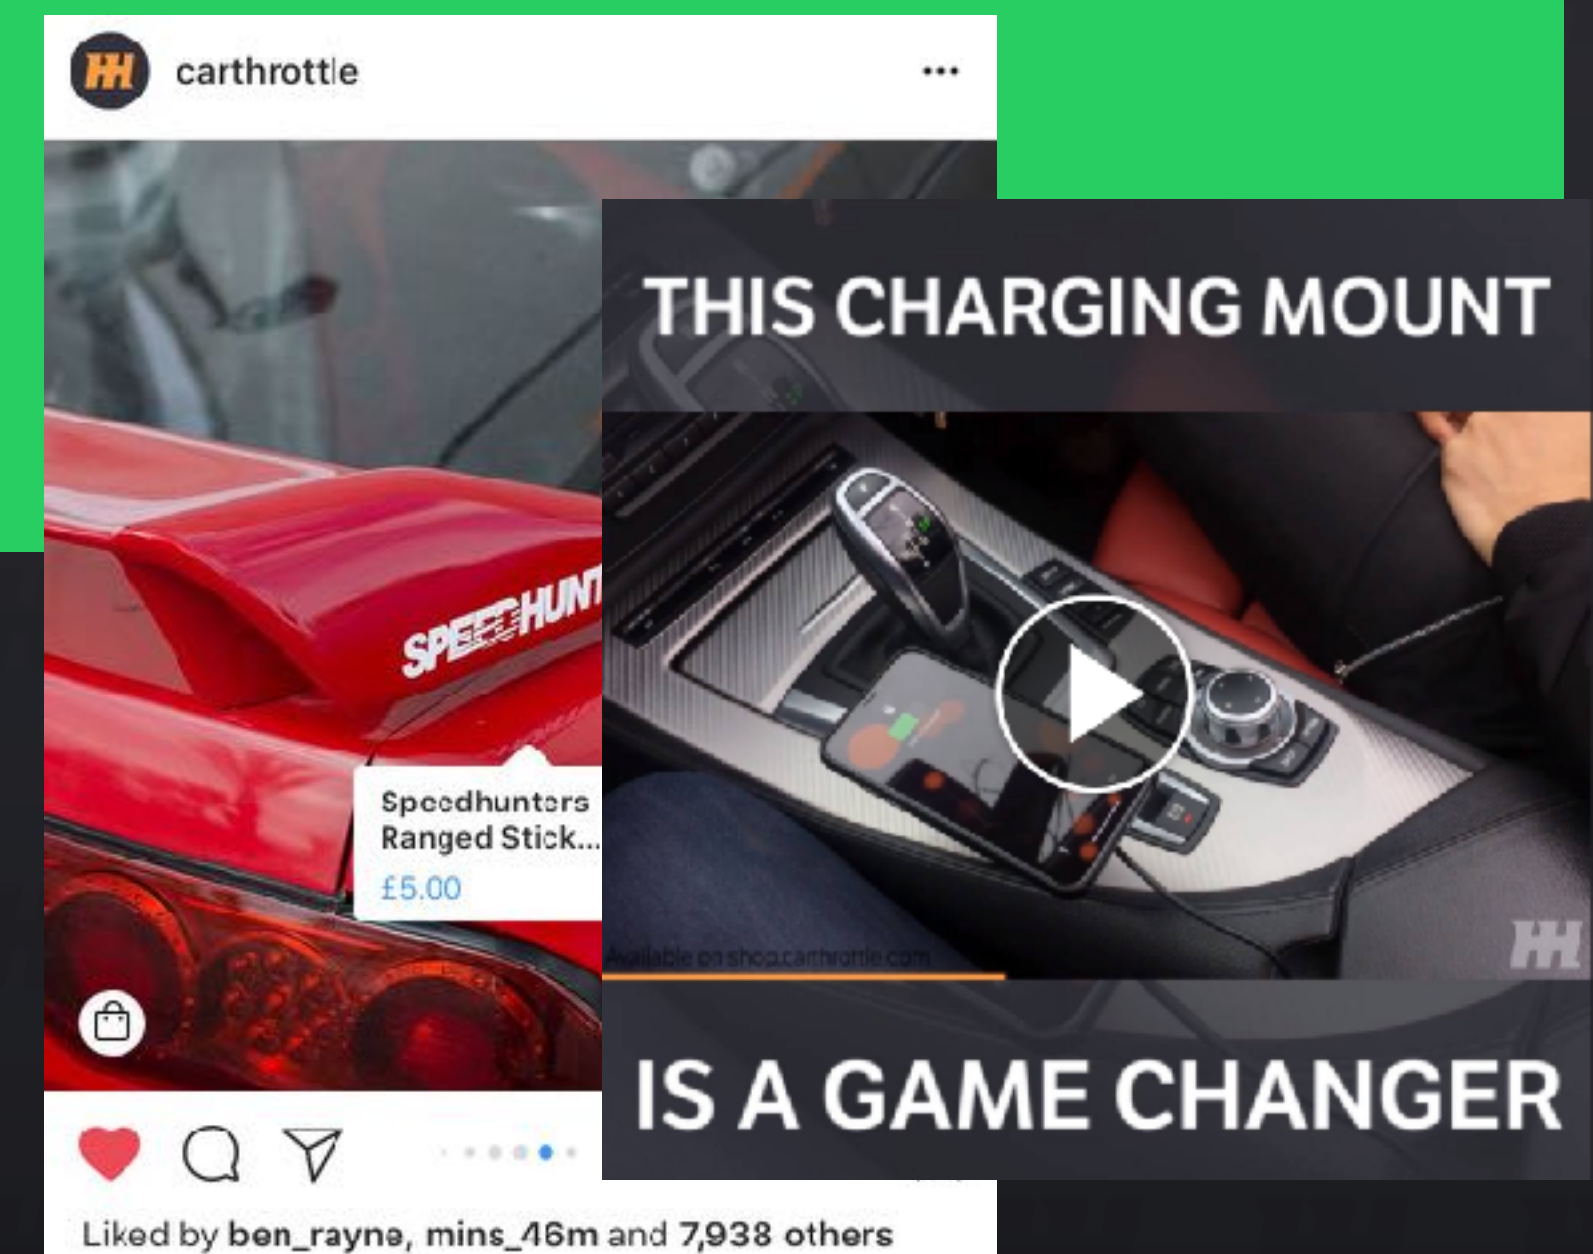 carthrottle
THIS CHARGING MOUNT
SPEEDHUNT
Speedhunters
Ranged Stick...
£5.00
Available on shop.carthrottle.com
IS A GAME CHANGER
Liked by ben_rayne, mins_46m and 7,938 others